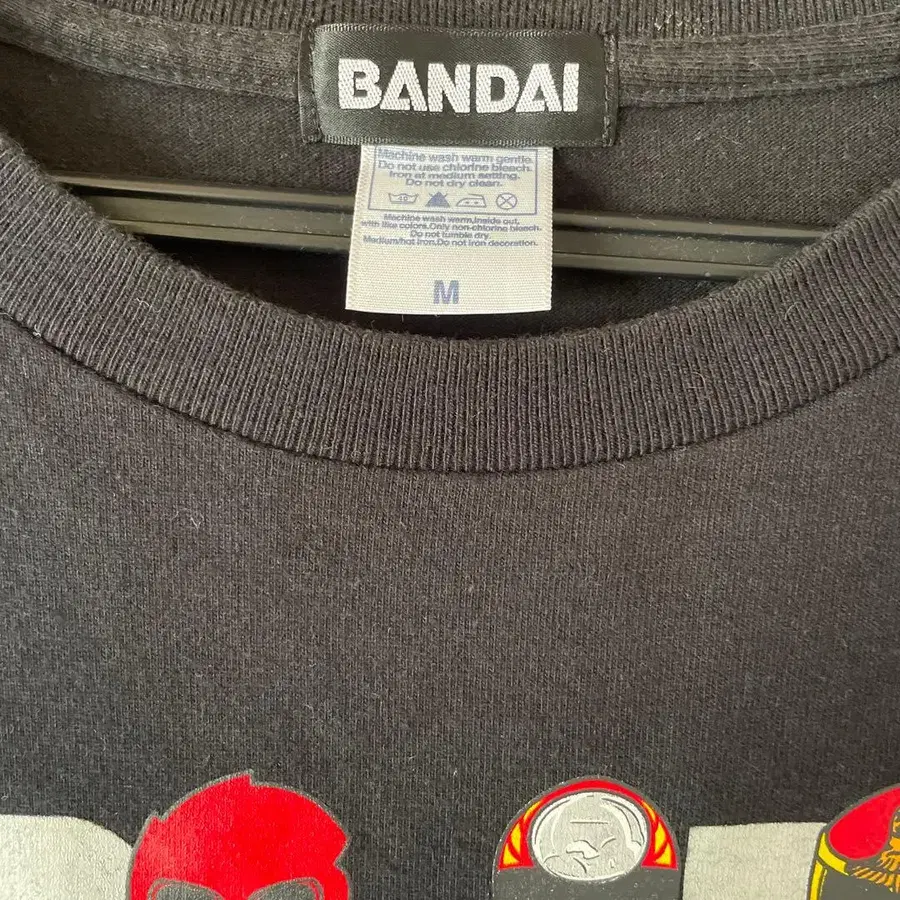 BANDAI
Machine wash warm gentle.
Do not use chlorine bleach.
Iron at medium setting.
Do not dry clean.
40
Machine wash warm,Inside out,
with like colors.Only non-chlorine bleach.
Do not tumble dry.
Medium/hot iron.Do not iron decoration.
M